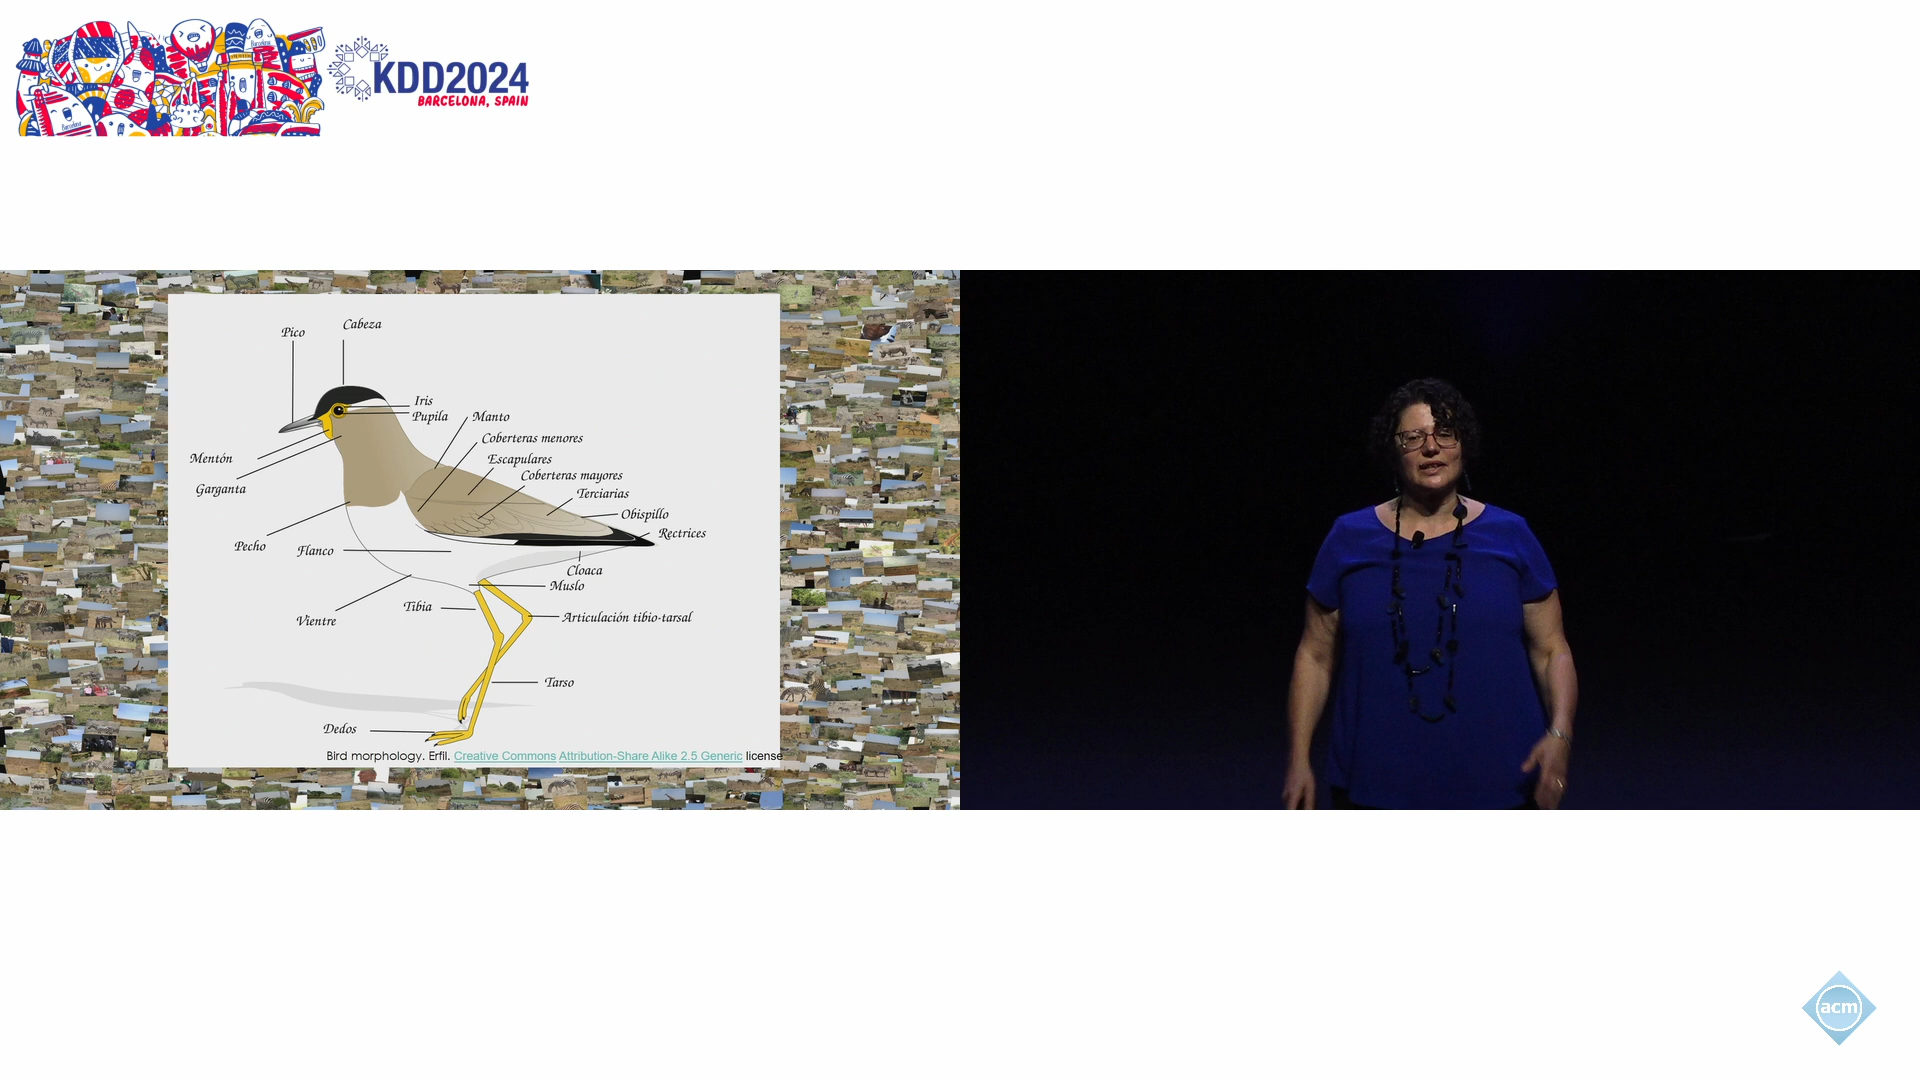 KDD2024
BARCELONA, SPAIN
Pico
Cabeza
Iris
Pupila
Manto
Coberteras menores
Escapulares
Coberteras mayores
Terciarias
Obispillo
Rectrices
Mentón
Garganta
Pecho
Flanco
Cloaca
Muslo
Tibia
Articulación tibio-tarsal
Vientre
Tarso
Dedos
Bird morphology. Erfil. Creative Commons Attribution-Share Alike 2.5 Generic license
acm